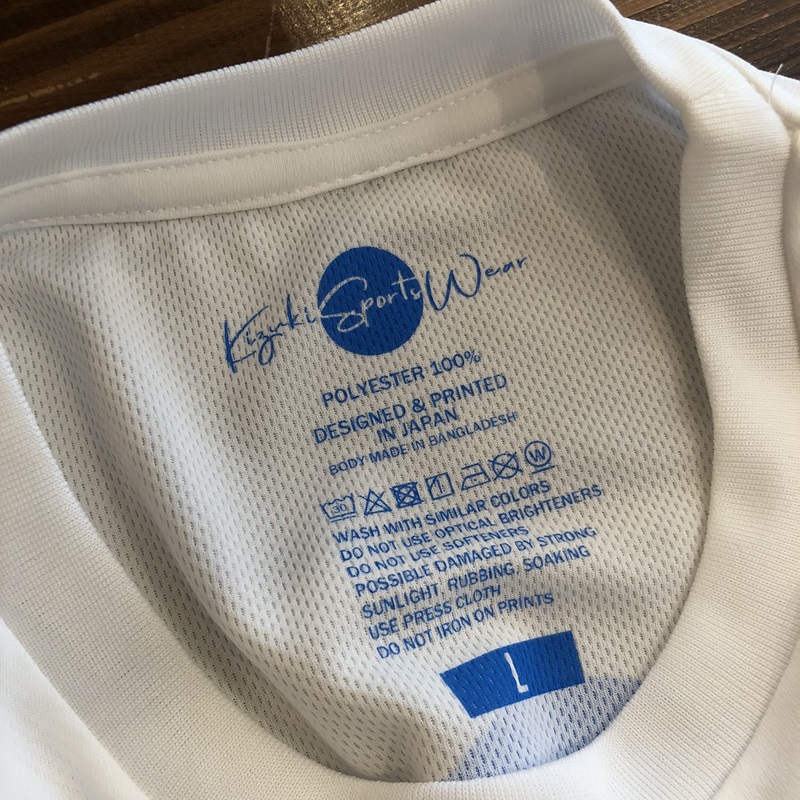 Kizuki Sports Wear
POLYESTER 100%
DESIGNED & PRINTED
IN JAPAN
BODY MADE IN BANGLADESH
30 W
WASH WITH SIMILAR COLORS
DO NOT USE OPTICAL BRIGHTENERS
DO NOT USE SOFTENERS
POSSIBLE DAMAGED BY STRONG
SUNLIGHT, RUBBING, SOAKING
USE PRESS CLOTH
DO NOT IRON ON PRINTS
L